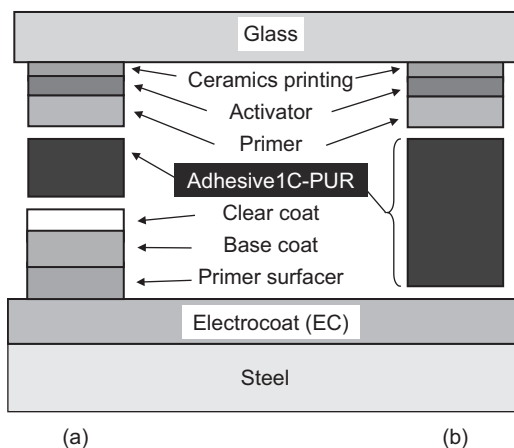 Glass
Ceramics printing
Activator
Primer
Adhesive1C-PUR
Clear coat
Base coat
Primer surfacer
Electrocoat (EC)
Steel
(a) (b)